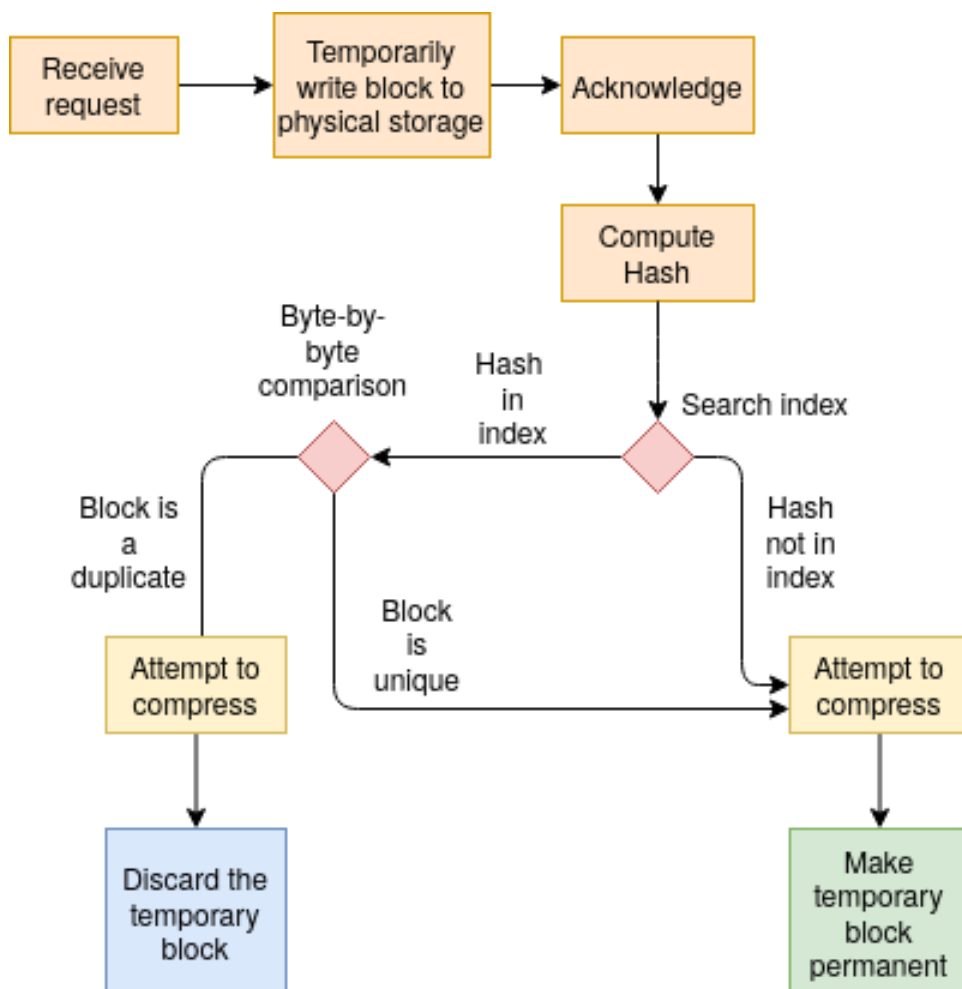 Receive
request
Temporarily
write block to
physical storage
Acknowledge
Compute
Hash
Byte-by-
byte
comparison
Hash
in
index
Search index
Block is
a
duplicate
Hash
not in
index
Block
is
unique
Attempt to
compress
Attempt to
compress
Discard the
temporary
block
Make
temporary
block
permanent